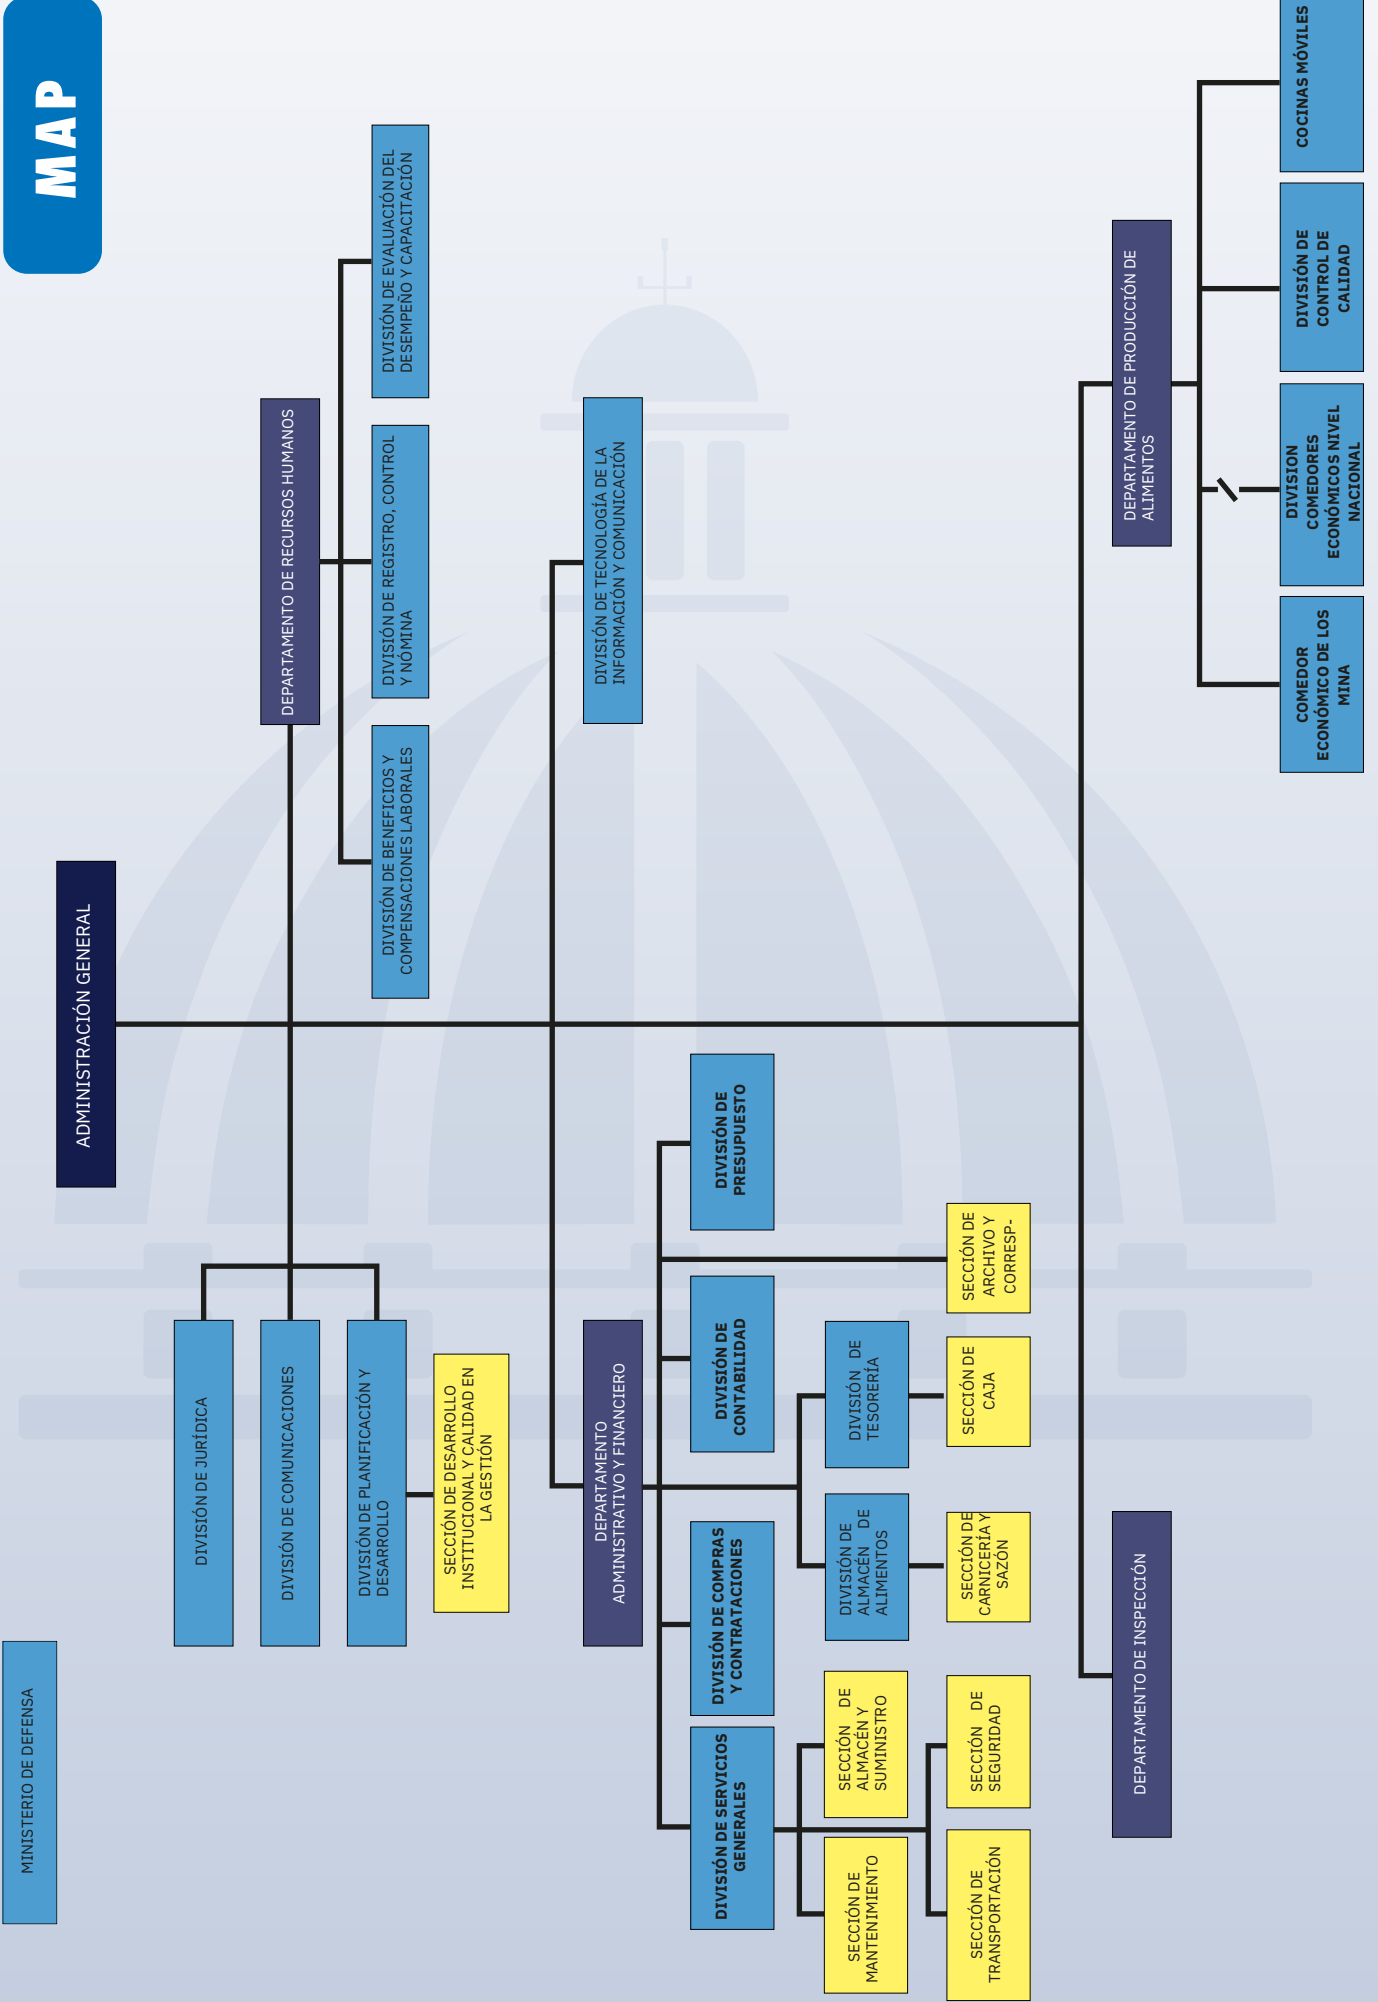 MINISTERIO DE DEFENSA
MAP
ADMINISTRACIÓN GENERAL
DIVISIÓN DE JURÍDICA
DIVISIÓN DE COMUNICACIONES
DIVISIÓN DE PLANIFICACIÓN Y
DESARROLLO
SECCIÓN DE DESARROLLO
INSTITUCIONAL Y CALIDAD EN
LA GESTIÓN
DEPARTAMENTO DE RECURSOS HUMANOS
DIVISIÓN DE BENEFICIOS Y
COMPENSACIONES LABORALES
DIVISIÓN DE REGISTRO, CONTROL
Y NÓMINA
DIVISIÓN DE EVALUACIÓN DEL
DESEMPEÑO Y CAPACITACIÓN
DEPARTAMENTO
ADMINISTRATIVO Y FINANCIERO
DIVISIÓN DE TECNOLOGÍA DE LA
INFORMACIÓN Y COMUNICACIÓN
DIVISIÓN DE SERVICIOS
GENERALES
DIVISIÓN DE COMPRAS
Y CONTRATACIONES
DIVISIÓN DE
CONTABILIDAD
DIVISIÓN DE
PRESUPUESTO
SECCIÓN DE
MANTENIMIENTO
SECCIÓN DE
ALMACÉN Y
SUMINISTRO
DIVISIÓN DE
ALMACÉN DE
ALIMENTOS
DIVISIÓN DE
TESORERÍA
SECCIÓN DE
TRANSPORTACIÓN
SECCIÓN DE
SEGURIDAD
SECCIÓN DE
CARNICERÍA Y
SAZÓN
SECCIÓN DE
CAJA
SECCIÓN DE
ARCHIVO Y
CORRESP-
DEPARTAMENTO DE INSPECCIÓN
DEPARTAMENTO DE PRODUCCIÓN DE
ALIMENTOS
COMEDOR
ECONÓMICO DE LOS
MINA
DIVISION
COMEDORES
ECONÓMICOS NIVEL
NACIONAL
DIVISIÓN DE
CONTROL DE
CALIDAD
COCINAS MÓVILES